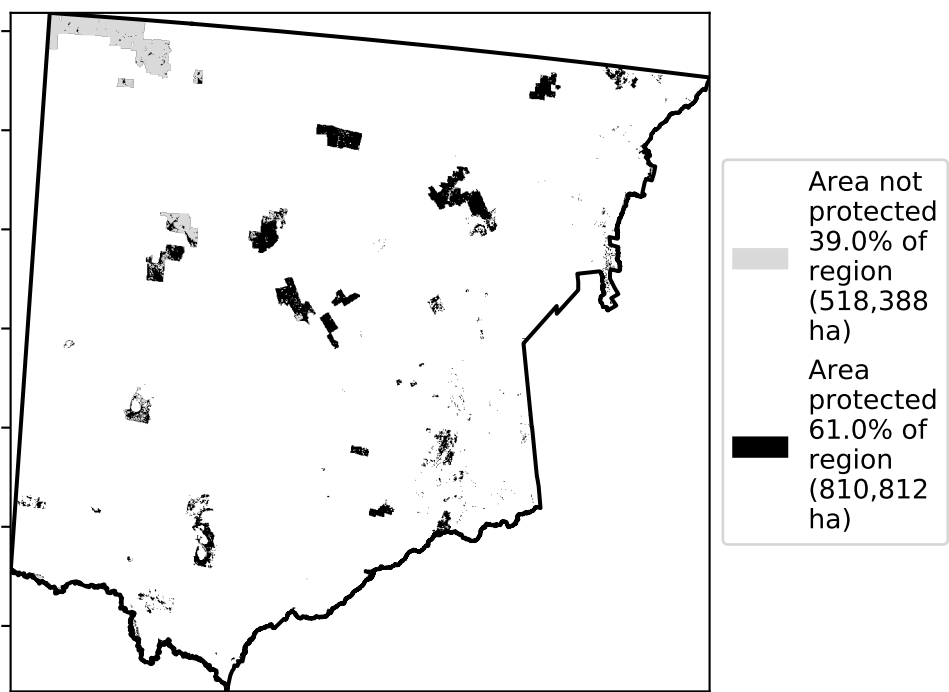 Area not
protected
39.0% of
region
(518,388
ha)
Area
protected
61.0% of
region
(810,812
ha)